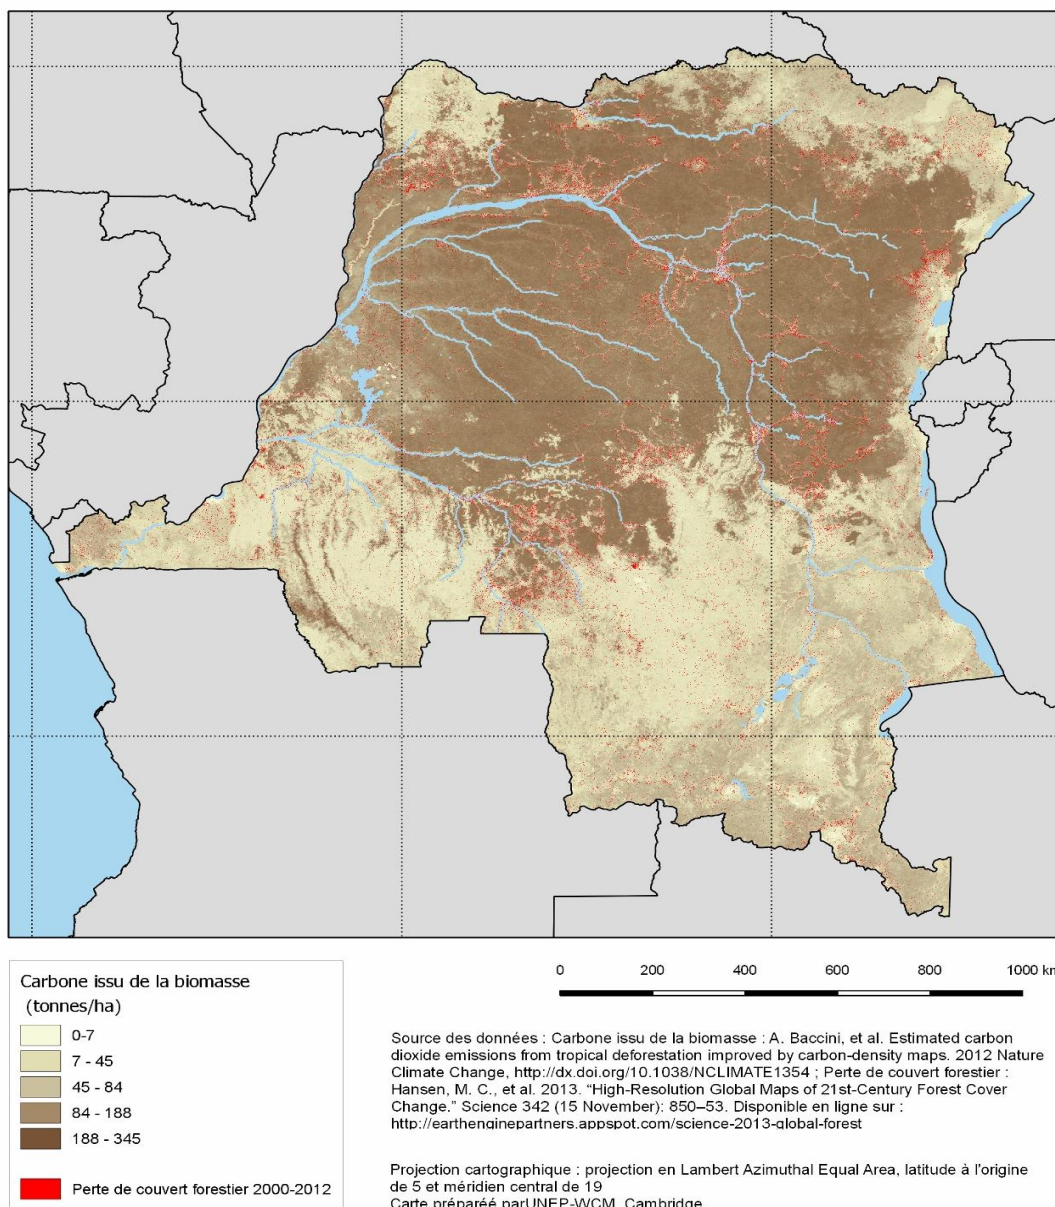 Carbone issu de la biomasse
(tonnes/ha)
0-7
7 - 45
45 - 84
84 - 188
188 - 345
Perte de couvert forestier 2000-2012
0 200 400 600 800 1000 km
Source des données : Carbone issu de la biomasse : A. Baccini, et al. Estimated carbon
dioxide emissions from tropical deforestation improved by carbon-density maps. 2012 Nature
Climate Change, http://dx.doi.org/10.1038/NCLIMATE1354 ; Perte de couvert forestier :
Hansen, M. C., et al. 2013. “High-Resolution Global Maps of 21st-Century Forest Cover
Change.” Science 342 (15 November): 850–53. Disponible en ligne sur :
http://earthenginepartners.appspot.com/science-2013-global-forest
Projection cartographique : projection en Lambert Azimuthal Equal Area, latitude à l'origine
de 5 et méridien central de 19
Carte préparéé parUNEP-WCM, Cambridge